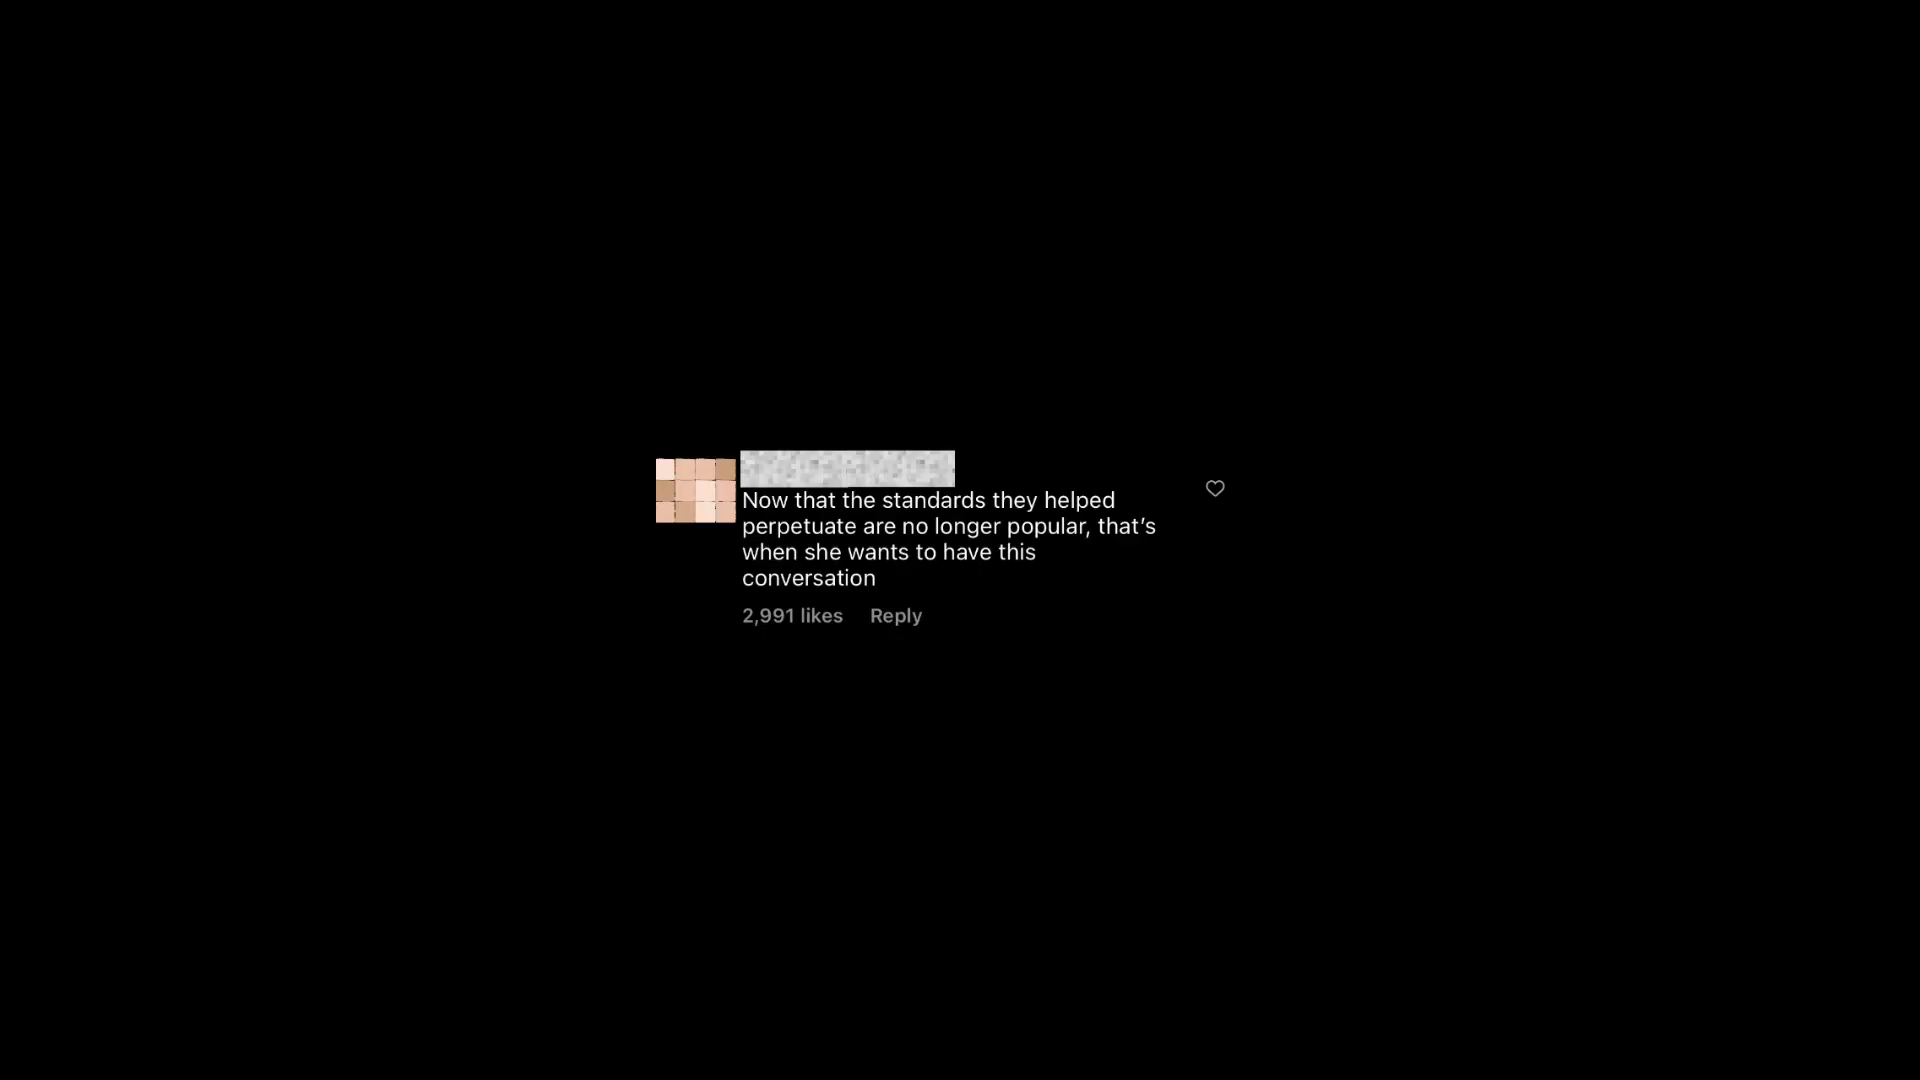 Now that the standards they helped
perpetuate are no longer popular, that’s
when she wants to have this
conversation
2,991 likes Reply